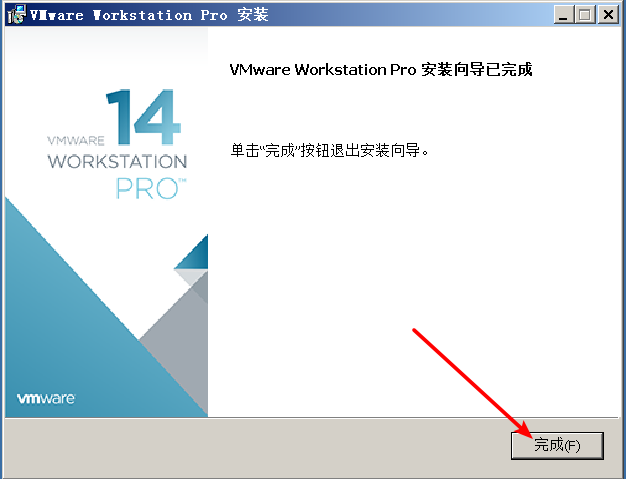 VMware Workstation Pro 安装
VMware Workstation Pro 安装向导已完成
14
VMWARE
WORKSTATION
PRO™
单击“完成”按钮退出安装向导。
vmware
完成(F)